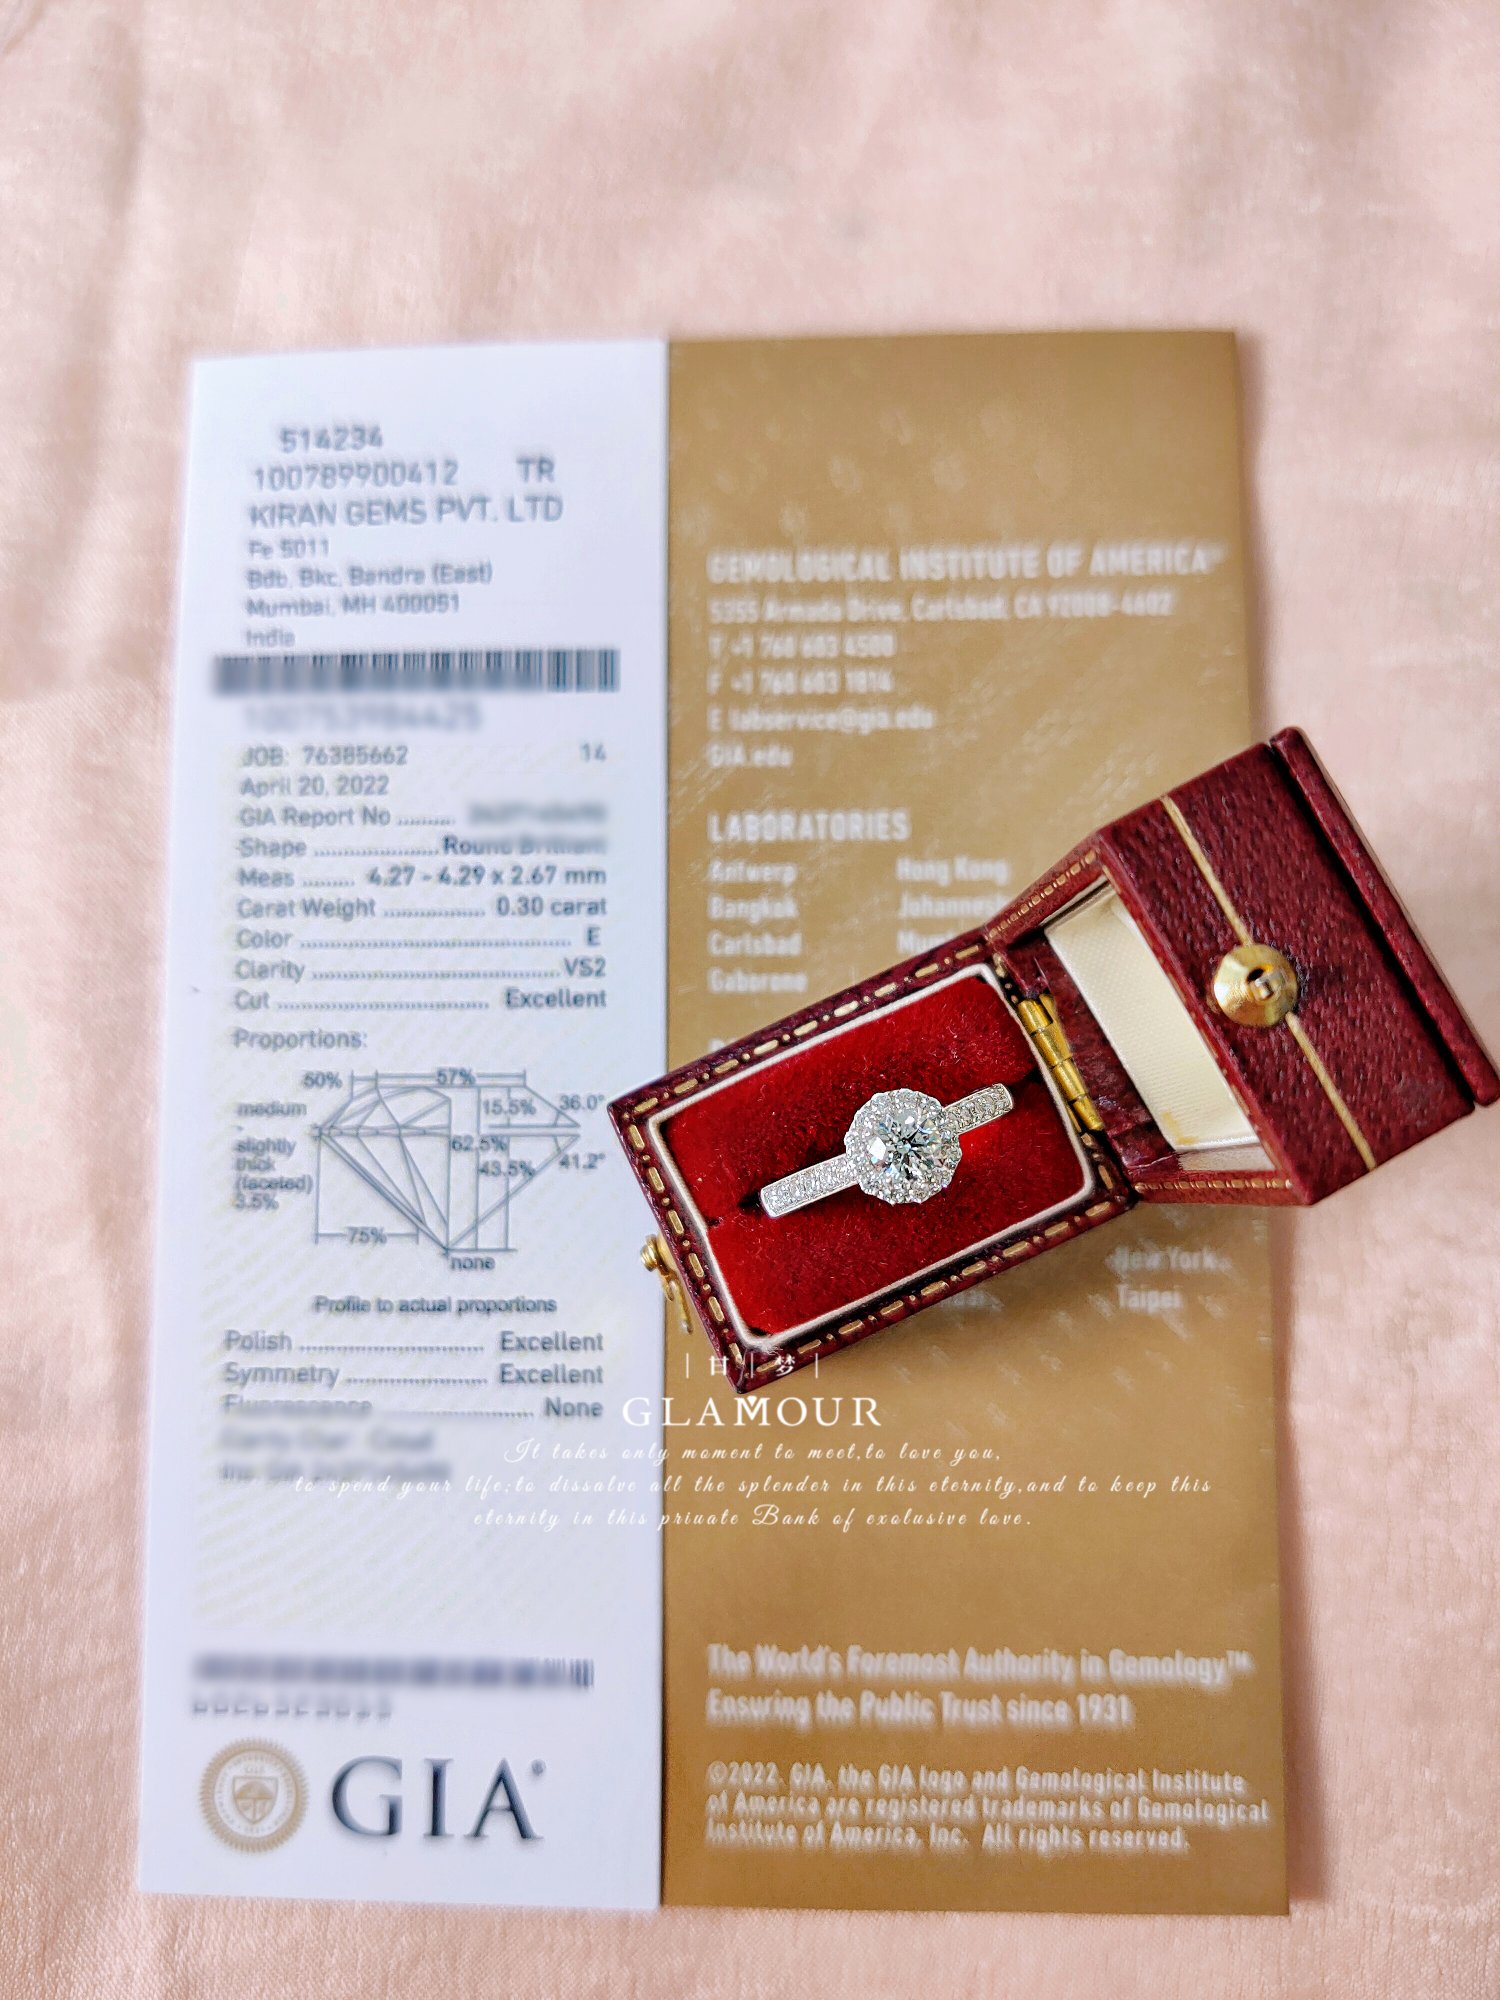 514234
100789900412 TR
KIRAN GEMS PVT. LTD
Fe 5011
Bdb, Bkc, Bandra (East)
Mumbai, MH 400051
India
JOB: 76385662 14
April 20, 2022
GIA Report No ..........
Shape ........................ Round Brilliant
Meas ......... 4.27 - 4.29 x 2.67 mm
Carat Weight ................. 0.30 carat
Color ............................................. E
Clarity ......................................... VS2
Cut ................................... Excellent
Proportions:
50% 57%
medium
-
slightly
thick
(faceted)
3.5%
15.5% 36.0°
62.5%
43.5% 41.2°
75%
none
Profile to actual proportions
Polish .............................. Excellent
Symmetry ....................... Excellent
Fluorescence .......................... None
GIA®
GEMOLOGICAL INSTITUTE OF AMERICA®
5355 Armada Drive, Carlsbad, CA 92008-4602
T +1 760 603 4500
F +1 760 603 1814
E labservice@gia.edu
GIA.edu
LABORATORIES
Antwerp Hong Kong
Bangkok
Carlsbad
Gaborone
New York
Taipei
|甘|梦|
GLAMOUR
It takes only moment to meet,to love you,
to spend your life;to dissalve all the splender in this eternity,and to keep this
eternity in this priuate Bank of exolusive love.
The World's Foremost Authority in Gemology™
Ensuring the Public Trust since 1931
©2022. GIA, the GIA logo and Gemological Institute
of America are registered trademarks of Gemological
Institute of America, Inc. All rights reserved.